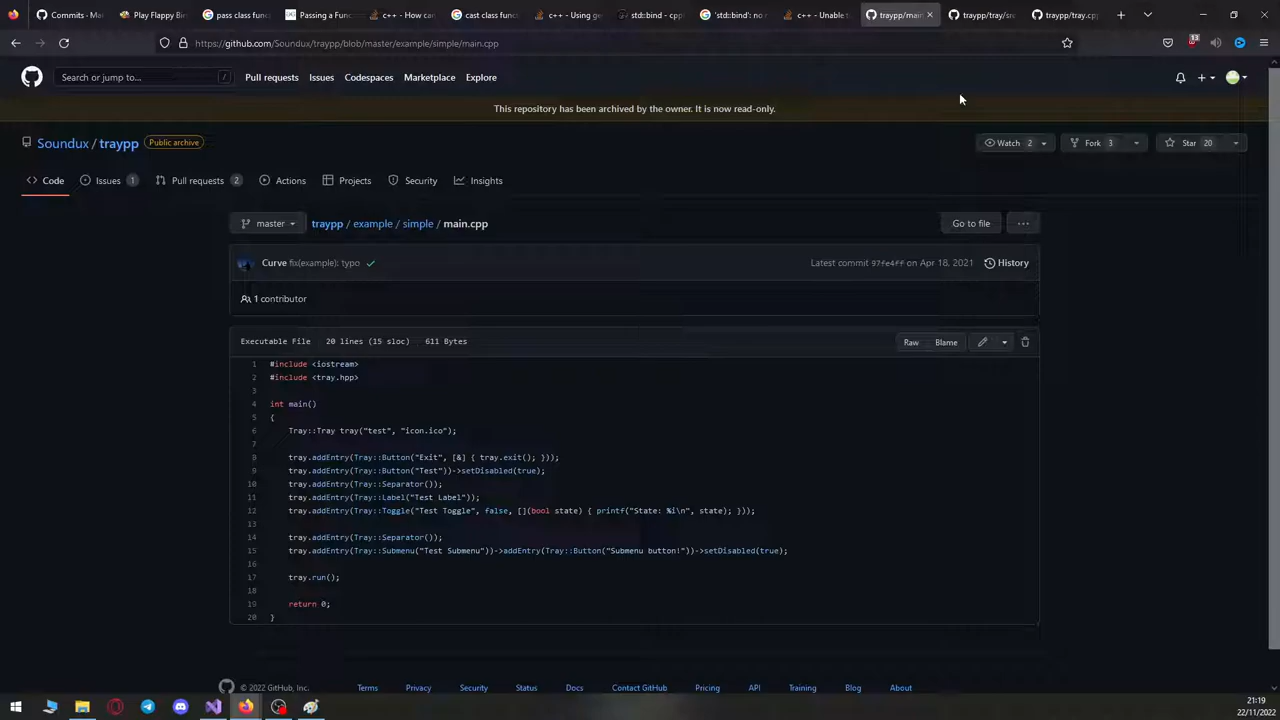 Commits · Mas
Play Flappy Bir
pass class func
Passing a Func
c++ - How can
cast class func
c++ - Using ge
std::bind - cpp
'std::bind': no
c++ - Unable t
traypp/main
traypp/tray/sr
traypp/tray.cpp
https://github.com/Soundux/traypp/blob/master/example/simple/main.cpp
13
Search or jump to...
/
Pull requests
Issues
Codespaces
Marketplace
Explore
This repository has been archived by the owner. It is now read-only.
Soundux / traypp
Public archive
Watch 2
Fork 3
Star 20
Code
Issues 1
Pull requests 2
Actions
Projects
Security
Insights
master
traypp / example / simple / main.cpp
Go to file
Curve fix(example): typo
Latest commit 97fe4ff on Apr 18, 2021
History
1 contributor
Executable File
20 lines (15 sloc)
611 Bytes
Raw
Blame
1 #include <iostream>
2 #include <tray.hpp>
3
4 int main()
5 {
6 Tray::Tray tray("test", "icon.ico");
7
8 tray.addEntry(Tray::Button("Exit", [&] { tray.exit(); }));
9 tray.addEntry(Tray::Button("Test"))->setDisabled(true);
10 tray.addEntry(Tray::Separator());
11 tray.addEntry(Tray::Label("Test Label"));
12 tray.addEntry(Tray::Toggle("Test Toggle", false, [](bool state) { printf("State: %i\n", state); }));
13
14 tray.addEntry(Tray::Separator());
15 tray.addEntry(Tray::Submenu("Test Submenu"))->addEntry(Tray::Button("Submenu button!"))->setDisabled(true);
16
17 tray.run();
18
19 return 0;
20 }
© 2022 GitHub, Inc.
Terms
Privacy
Security
Status
Docs
Contact GitHub
Pricing
API
Training
Blog
About
21:19
22/11/2022